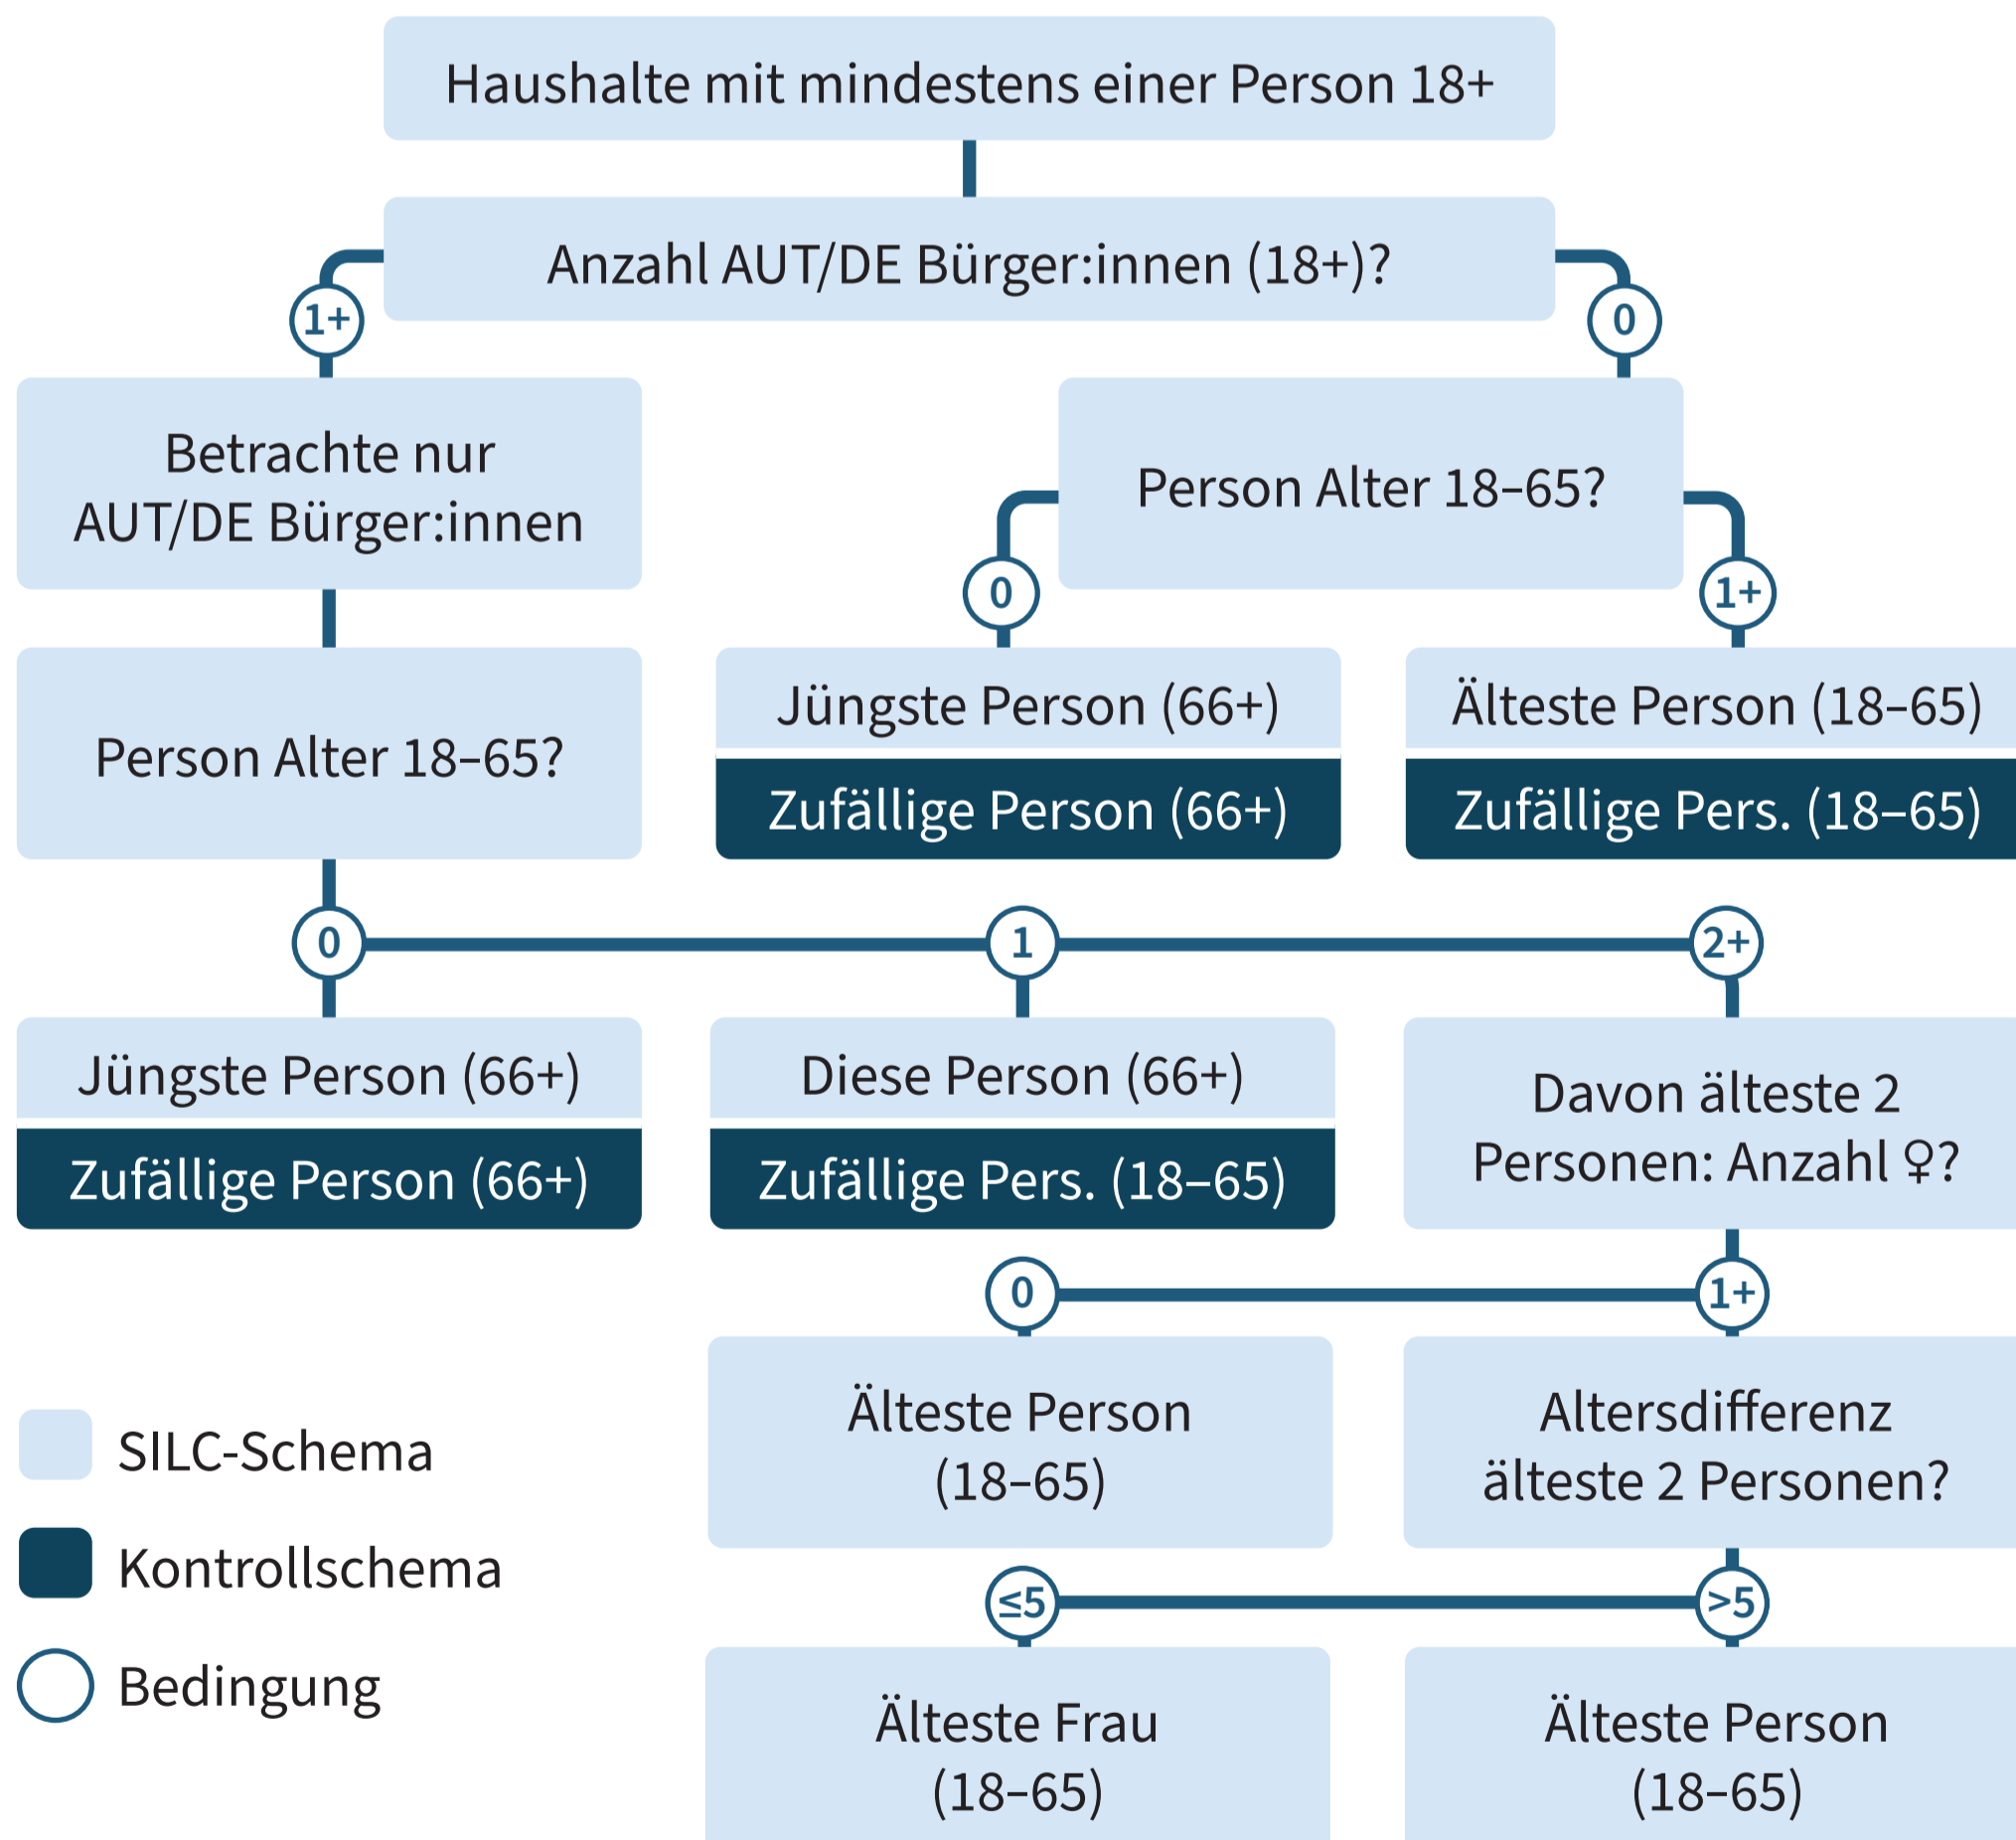 Haushalte mit mindestens einer Person 18+
Anzahl AUT/DE Bürger:innen (18+)?
1+
0
Betrachte nur
AUT/DE Bürger:innen
Person Alter 18–65?
0
1+
Person Alter 18–65?
Jüngste Person (66+)
Zufällige Person (66+)
Älteste Person (18–65)
Zufällige Pers. (18–65)
0
1
2+
Jüngste Person (66+)
Zufällige Person (66+)
Diese Person (66+)
Zufällige Pers. (18–65)
Davon älteste 2
Personen: Anzahl ♀?
0
1+
Älteste Person
(18–65)
Altersdifferenz
älteste 2 Personen?
≤5
>5
Älteste Frau
(18–65)
Älteste Person
(18–65)
SILC-Schema
Kontrollschema
Bedingung